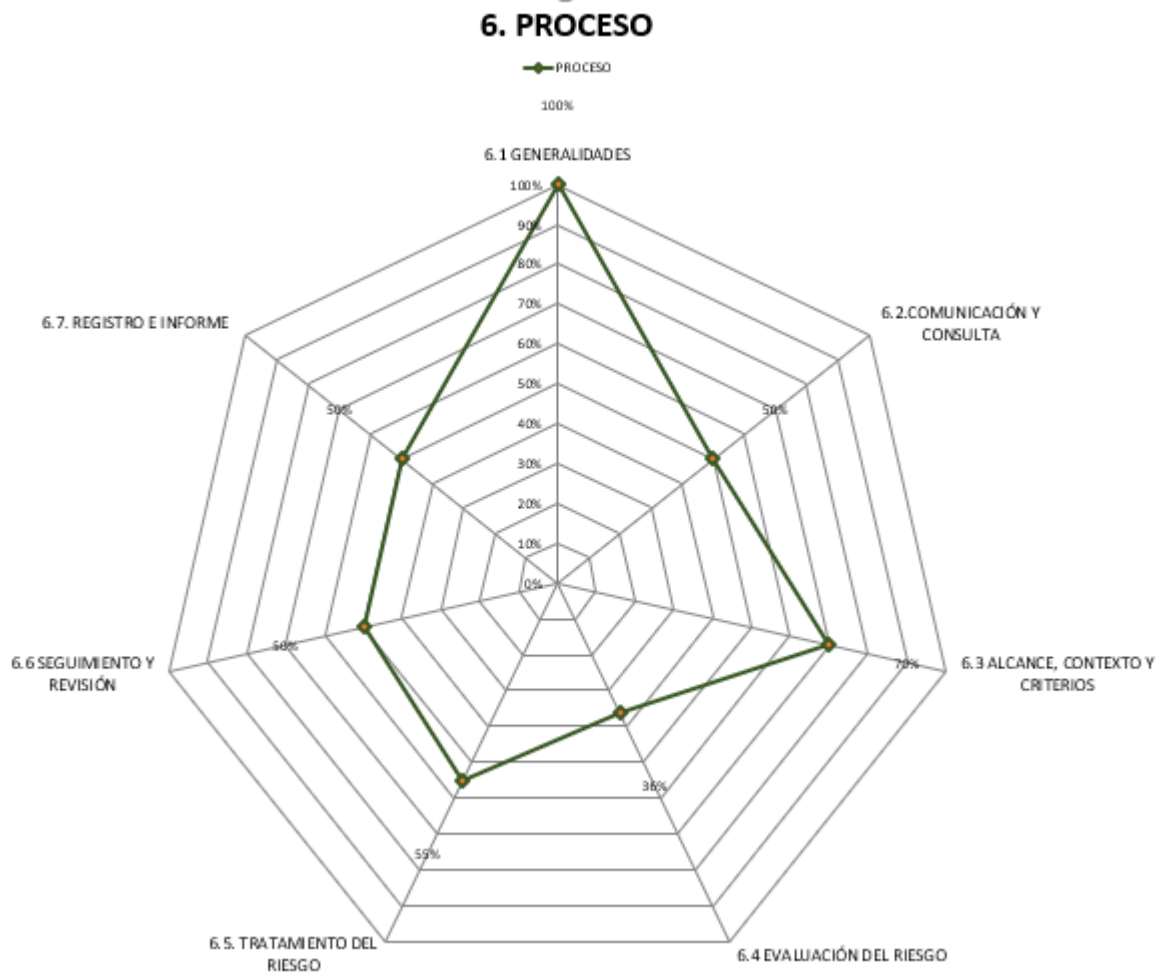 6. PROCESO
PROCESO
100%
6.1 GENERALIDADES
100%
90%
80%
70%
60%
50%
40%
30%
20%
10%
0%
6.2.COMUNICACIÓN Y
CONSULTA
50%
6.3 ALCANCE, CONTEXTO Y
CRITERIOS
70%
6.4 EVALUACIÓN DEL RIESGO
36%
6.5. TRATAMIENTO DEL
RIESGO
55%
6.6 SEGUIMIENTO Y
REVISIÓN
50%
6.7. REGISTRO E INFORME
50%